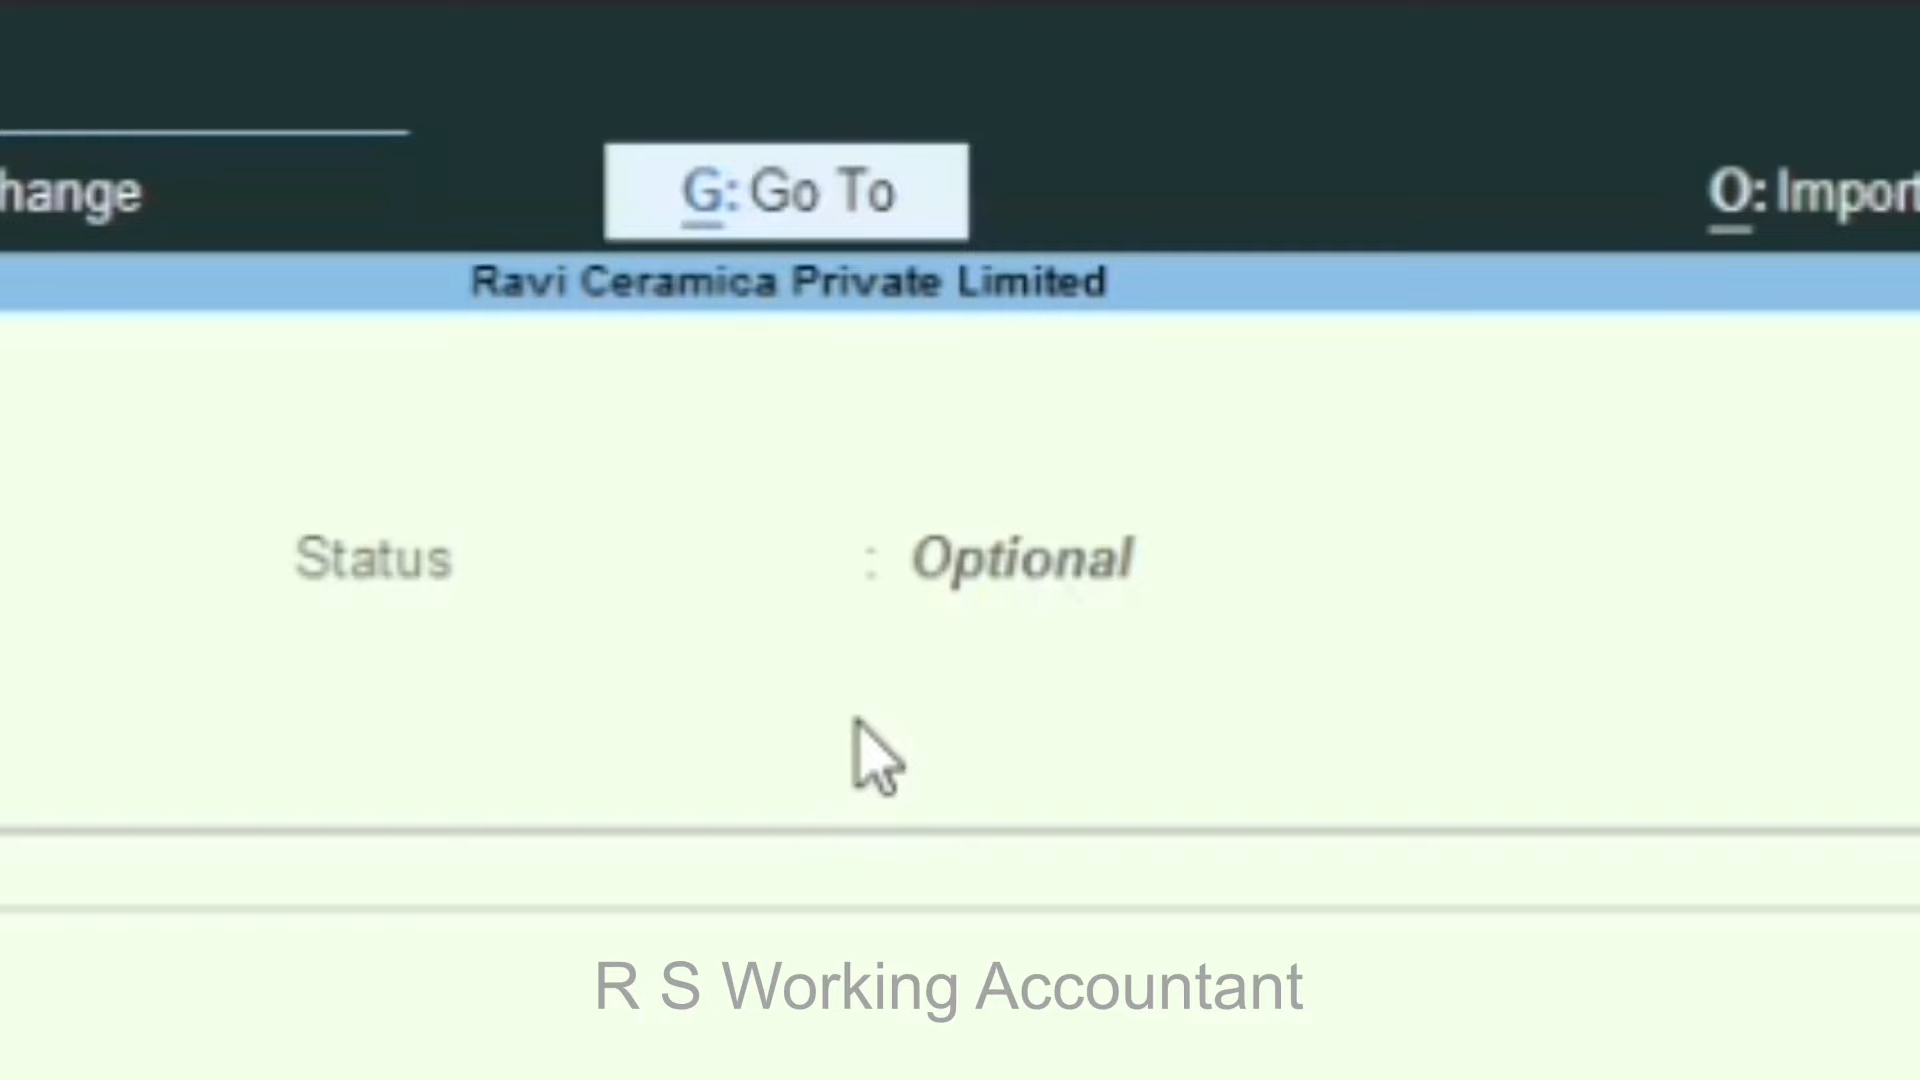 hange
G: Go To
O: Import
Ravi Ceramica Private Limited
Status : Optional
R S Working Accountant